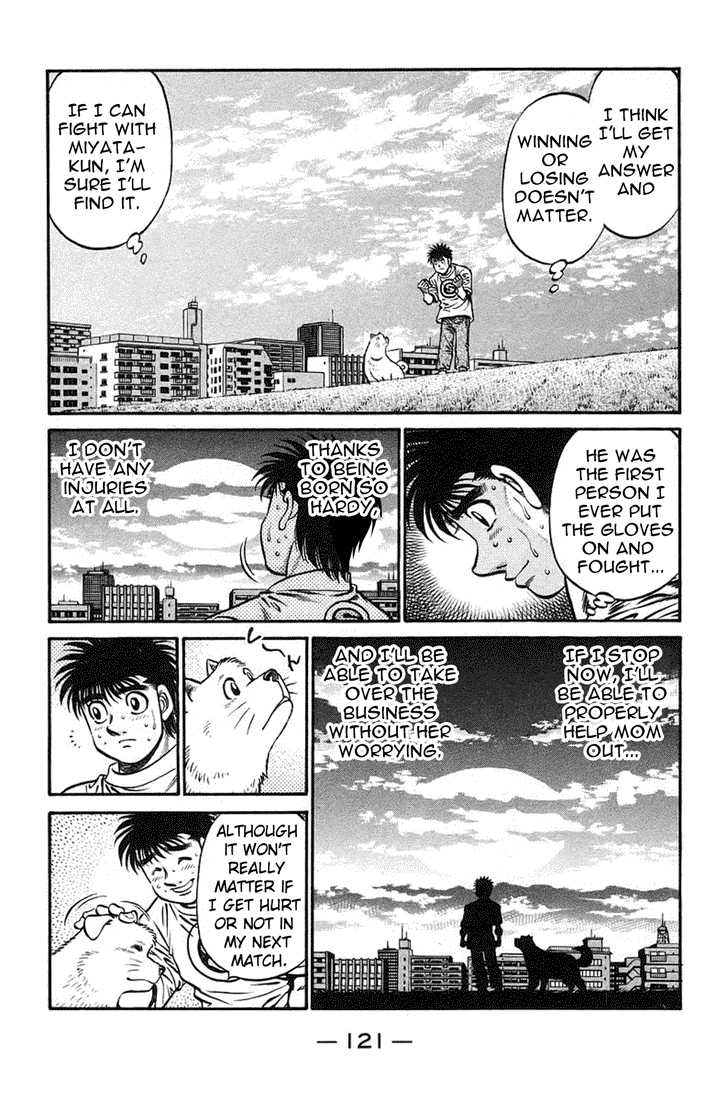 I THINK
I'LL GET
MY
ANSWER
AND
WINNING
OR
LOSING
DOESN'T
MATTER.
IF I CAN
FIGHT WITH
MIYATA-
KUN, I'M
SURE I'LL
FIND IT.
HE WAS
THE FIRST
PERSON I
EVER PUT
THE GLOVES
ON AND
FOUGHT...
THANKS
TO BEING
BORN SO
HARDY,
I DON'T
HAVE ANY
INJURIES
AT ALL.
IF I STOP
NOW, I'LL
BE ABLE TO
PROPERLY
HELP MOM
OUT...
AND I'LL BE
ABLE TO TAKE
OVER THE
BUSINESS
WITHOUT HER
WORRYING.
ALTHOUGH
IT WON'T
REALLY
MATTER IF
I GET HURT
OR NOT IN
MY NEXT
MATCH.
— 121 —